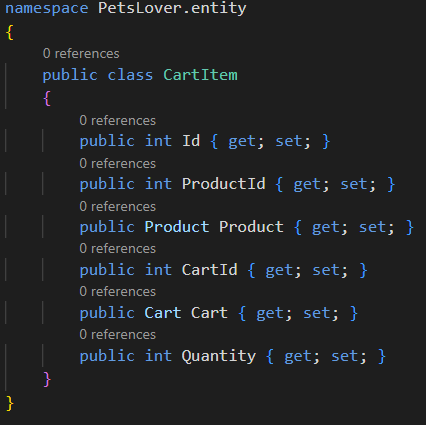 namespace PetsLover.entity
{
0 references
public class CartItem
{
0 references
public int Id { get; set; }
0 references
public int ProductId { get; set; }
0 references
public Product Product { get; set; }
0 references
public int CartId { get; set; }
0 references
public Cart Cart { get; set; }
0 references
public int Quantity { get; set; }
}
}